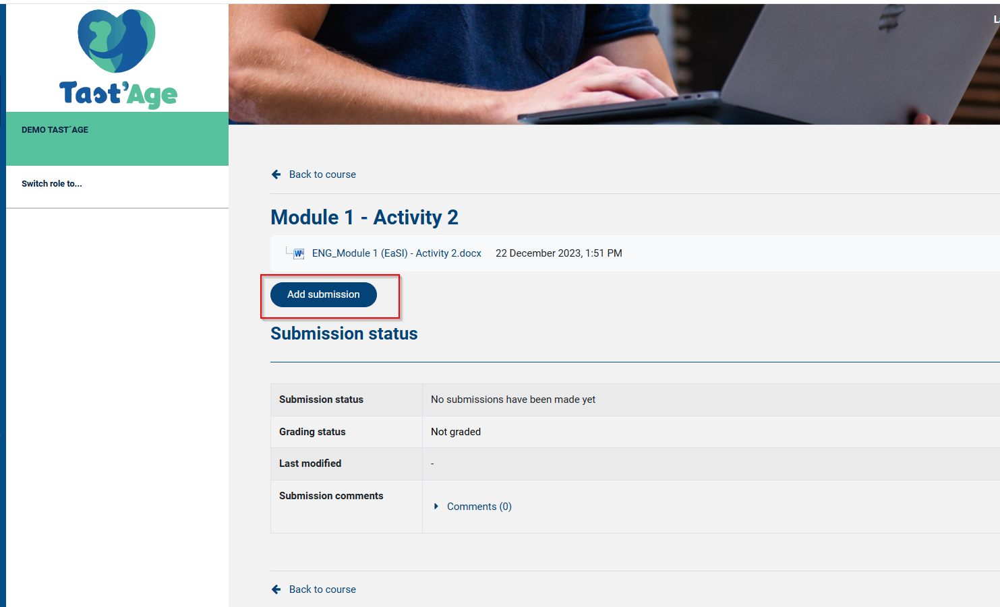 Tast'Age
DEMO TAST´AGE
Switch role to...
Back to course
Module 1 - Activity 2
ENG_Module 1 (EaSI) - Activity 2.docx 22 December 2023, 1:51 PM
Add submission
Submission status
Submission status No submissions have been made yet
Grading status Not graded
Last modified -
Submission comments Comments (0)
Back to course